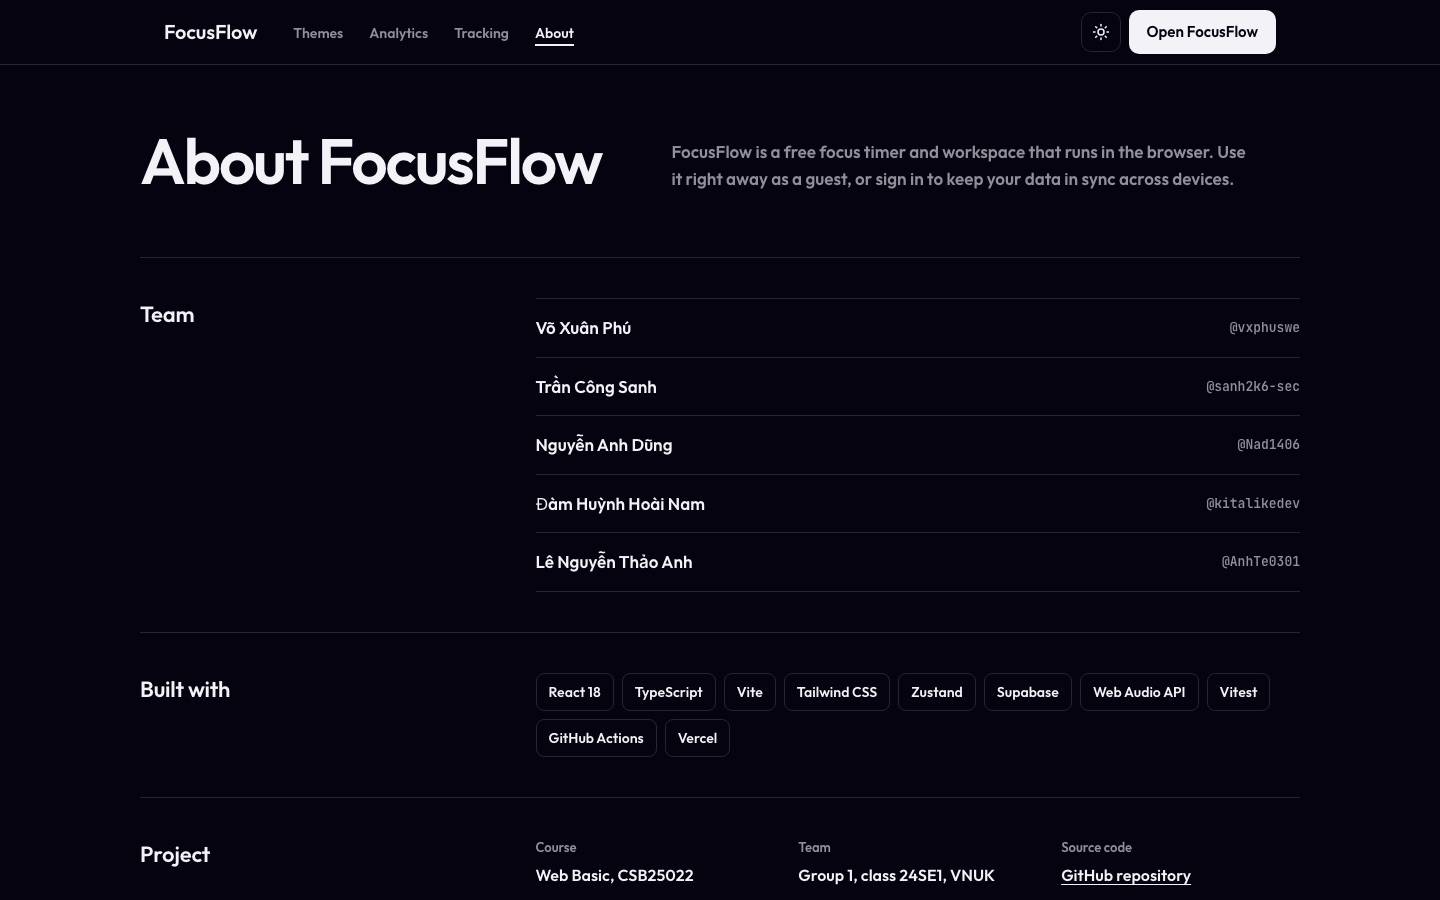 FocusFlow Themes Analytics Tracking About Open FocusFlow
About FocusFlow
FocusFlow is a free focus timer and workspace that runs in the browser. Use
it right away as a guest, or sign in to keep your data in sync across devices.
Team
Võ Xuân Phú @vxphuswe
Trần Công Sanh @sanh2k6-sec
Nguyễn Anh Dũng @Nad1406
Đàm Huỳnh Hoài Nam @kitalikedev
Lê Nguyễn Thảo Anh @AnhTe0301
Built with
React 18 TypeScript Vite Tailwind CSS Zustand Supabase Web Audio API Vitest
GitHub Actions Vercel
Project
Course Team Source code
Web Basic, CSB25022 Group 1, class 24SE1, VNUK GitHub repository